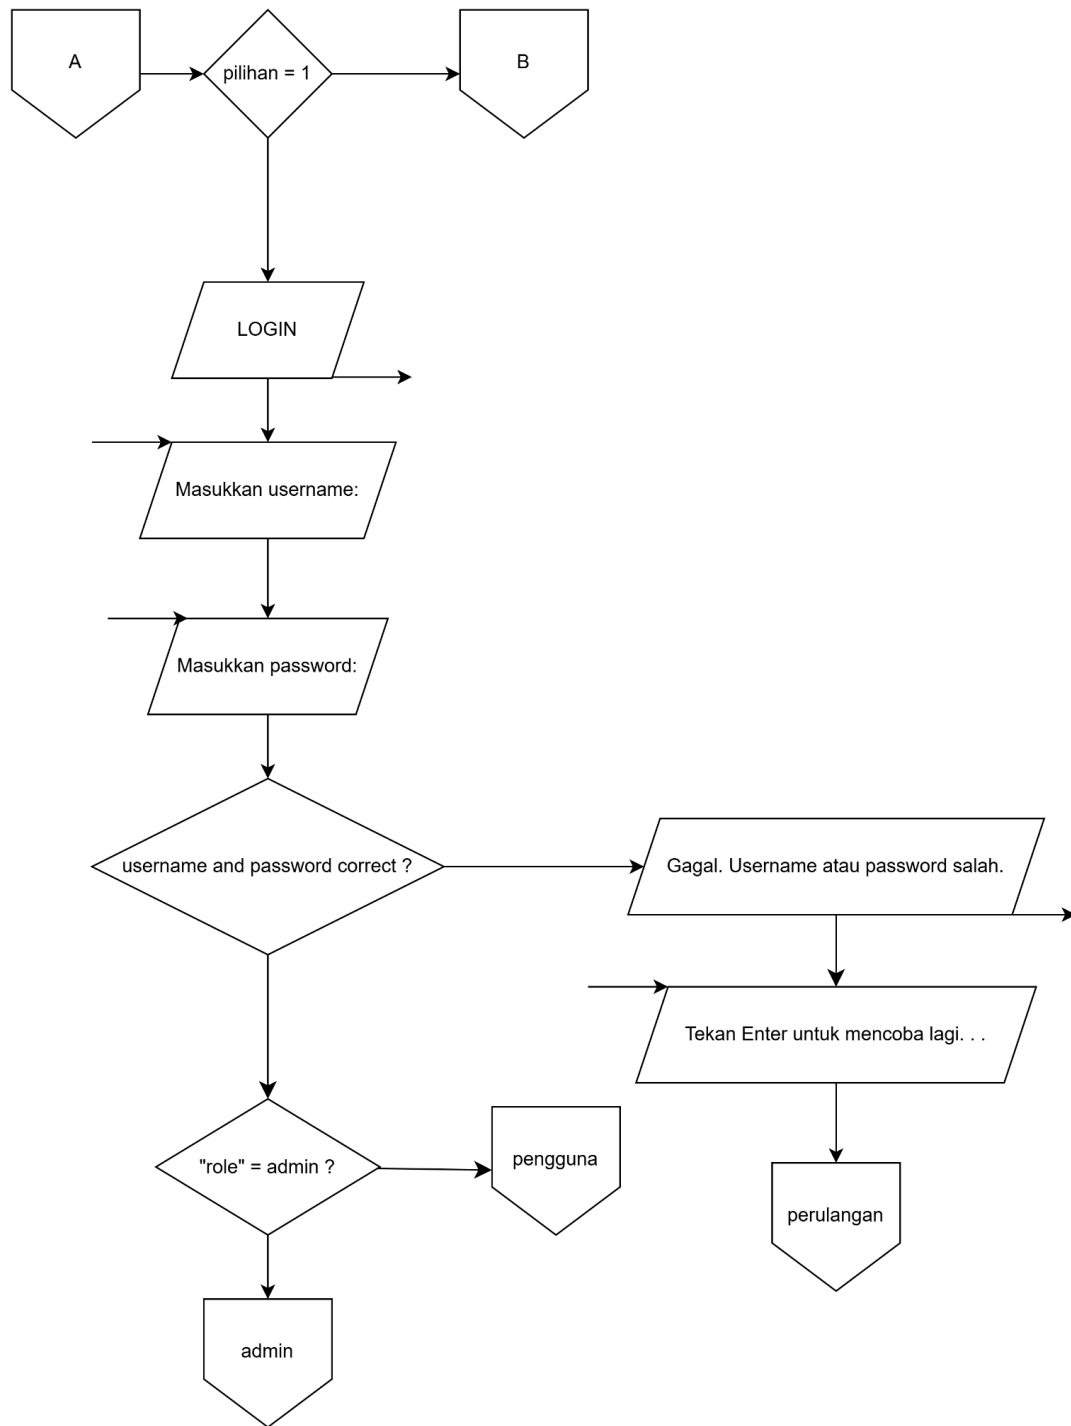 A
pilihan = 1
B
LOGIN
Masukkan username:
Masukkan password:
username and password correct ?
Gagal. Username atau password salah.
Tekan Enter untuk mencoba lagi. . .
"role" = admin ?
pengguna
perulangan
admin